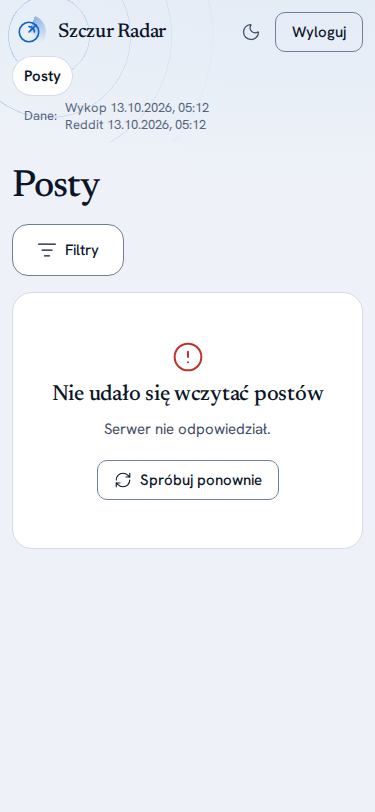 Szczur Radar
Wyloguj
Posty
Dane:
Wykop 13.10.2026, 05:12
Reddit 13.10.2026, 05:12
Posty
Filtry
Nie udało się wczytać postów
Serwer nie odpowiedział.
Spróbuj ponownie